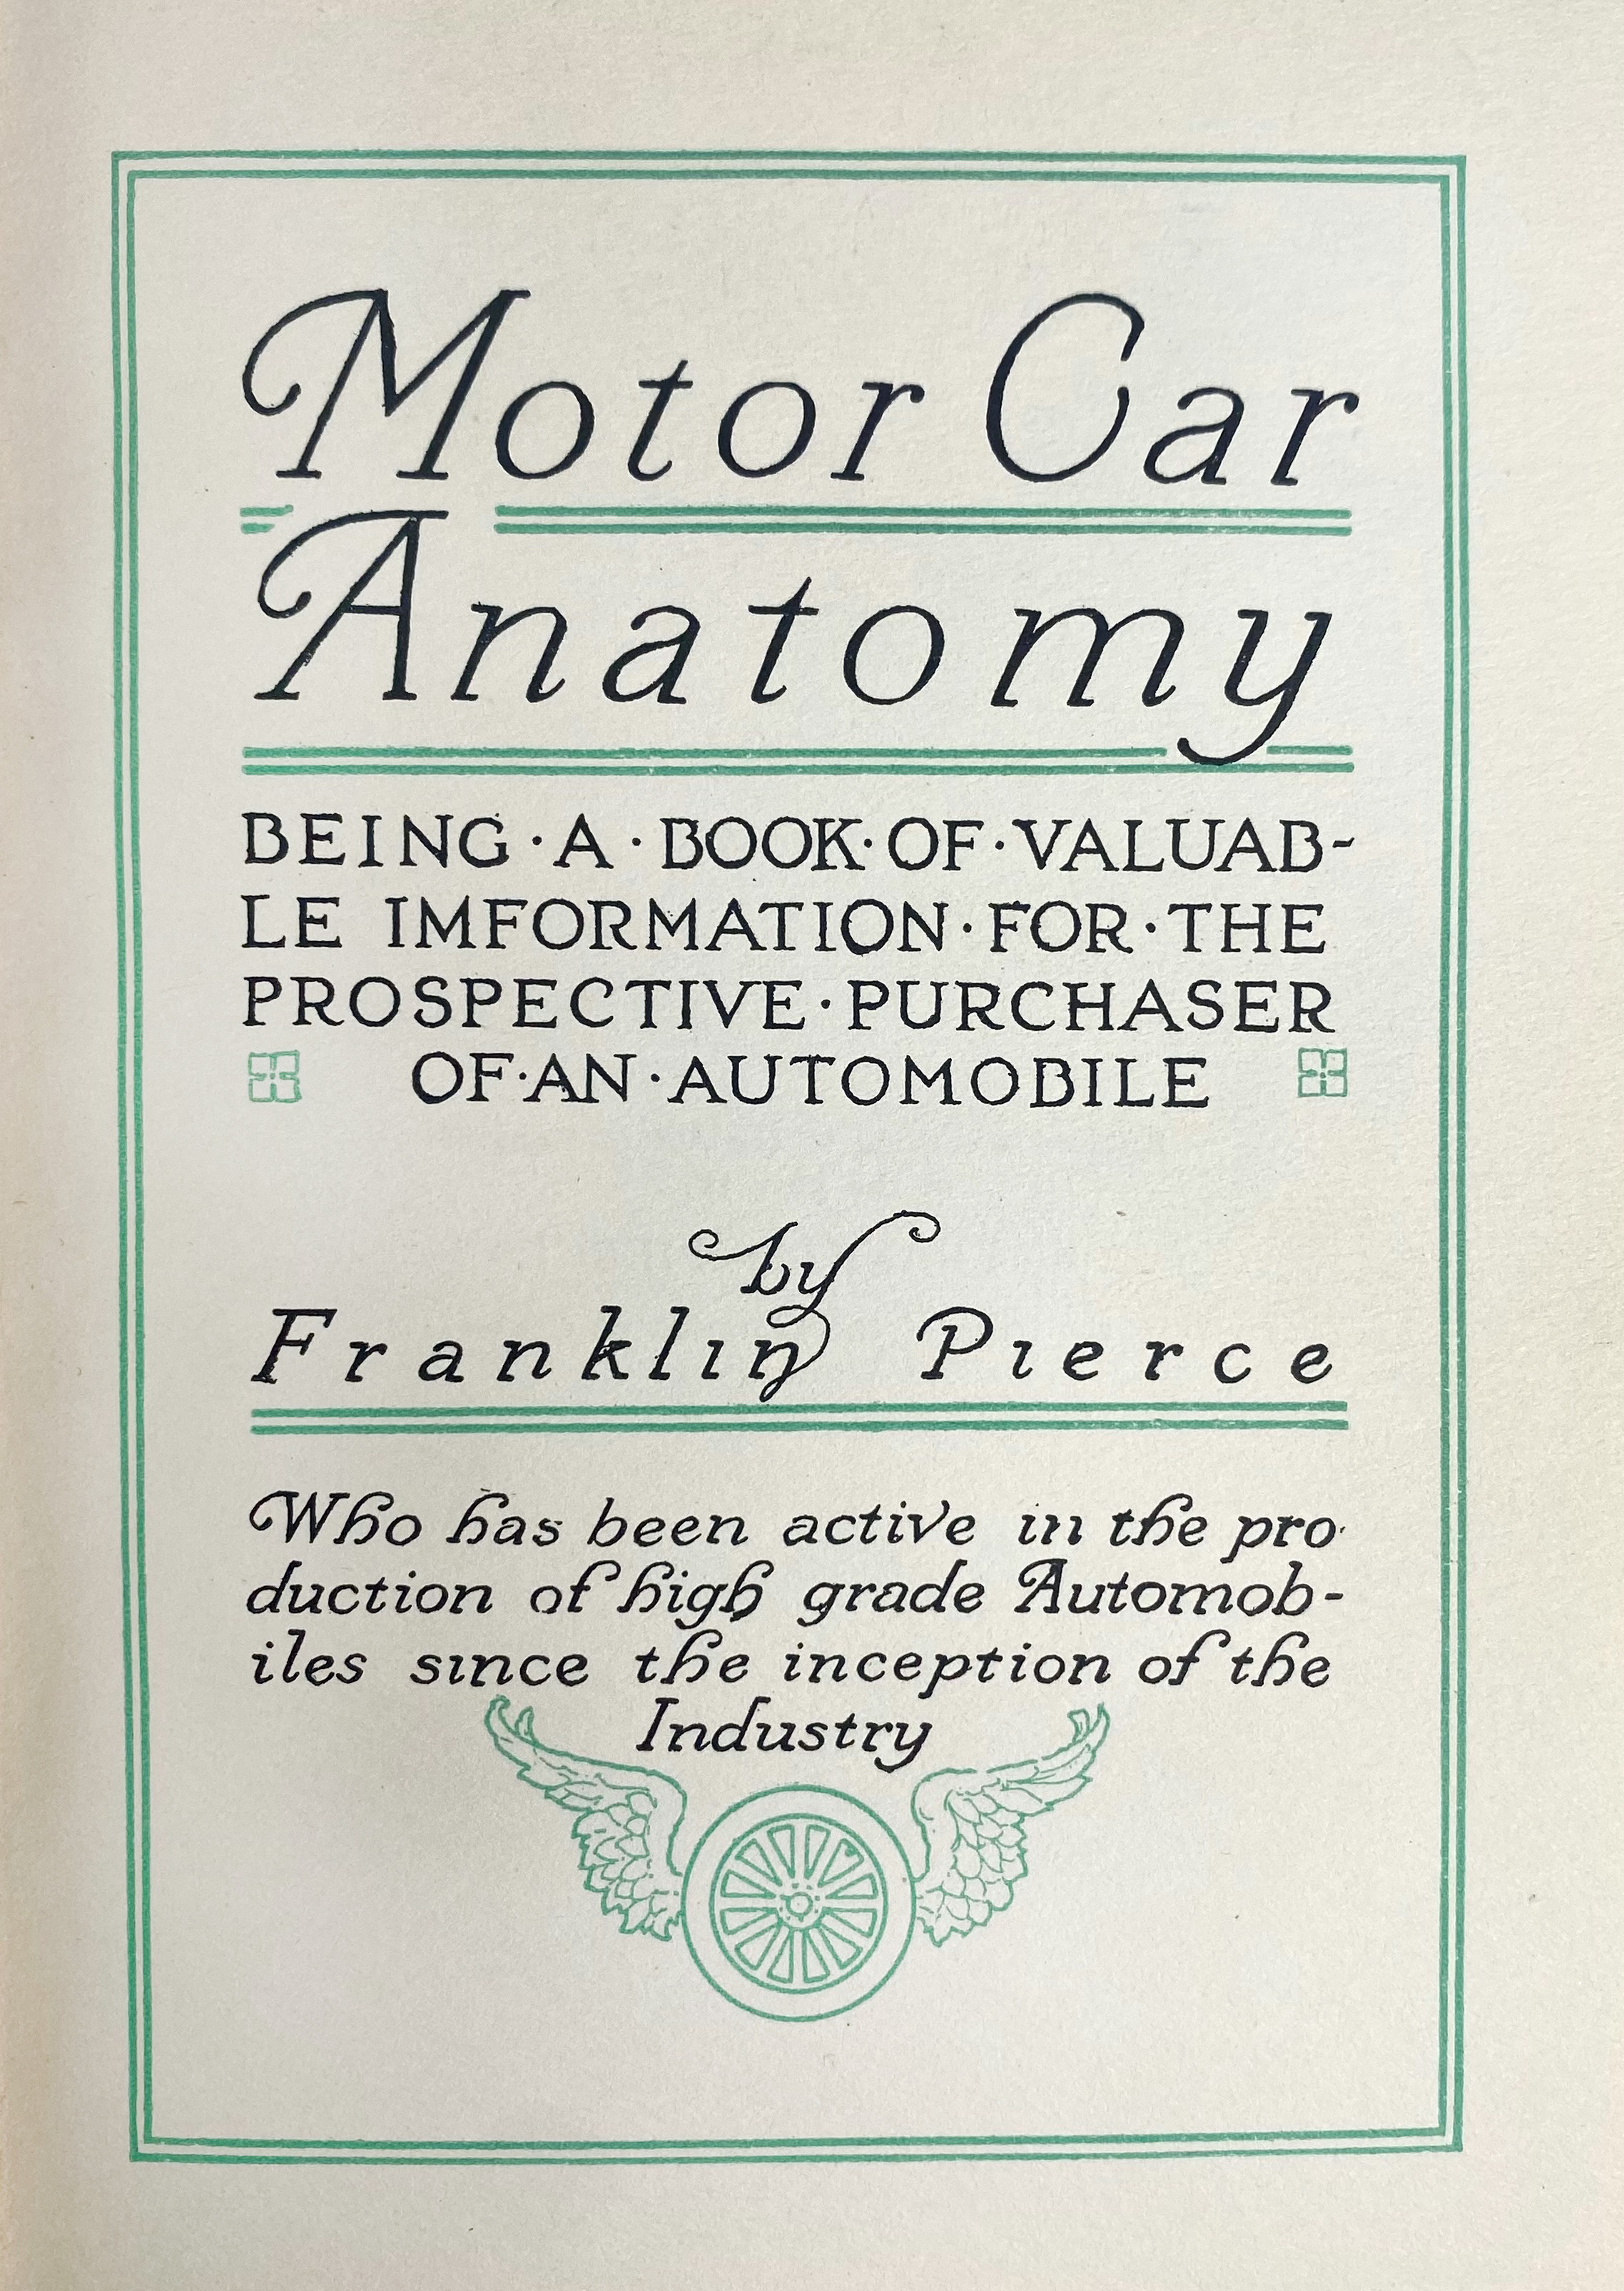 Motor Car
Anatomy
BEING·A·BOOK·OF·VALUAB-
LE IMFORMATION·FOR·THE
PROSPECTIVE·PURCHASER
OF·AN·AUTOMOBILE
by
Franklin Pierce
Who has been active in the pro-
duction of high grade Automob-
iles since the inception of the
Industry